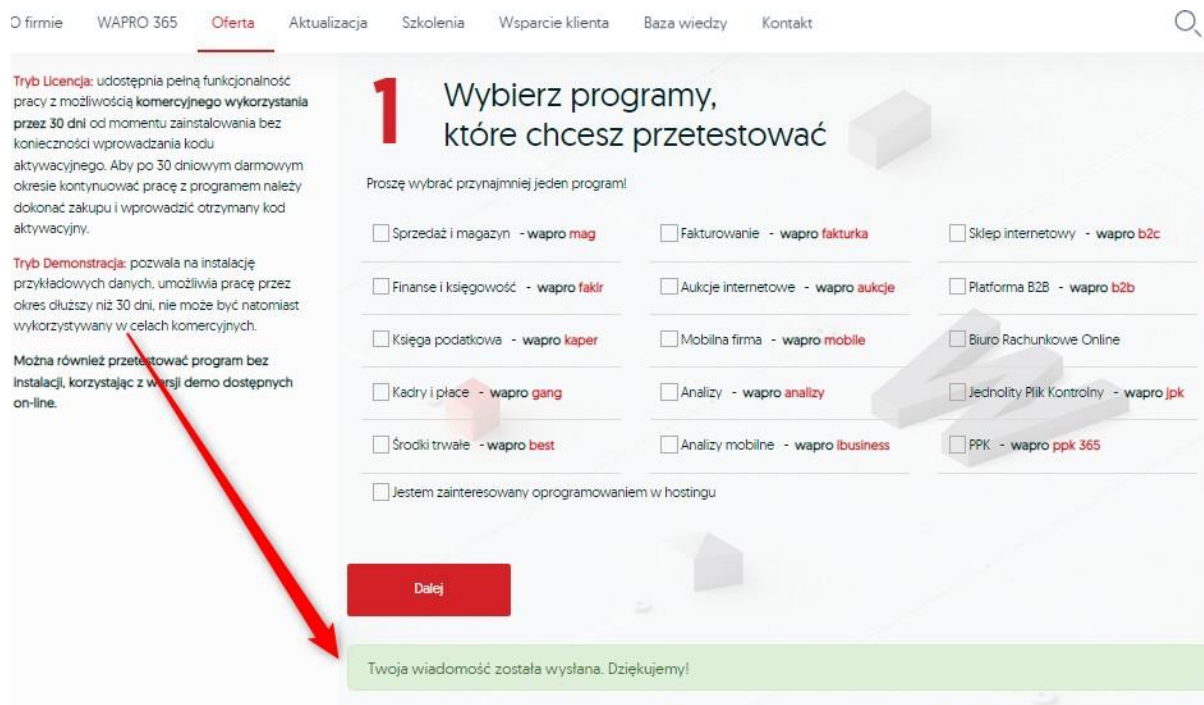 O firmie WAPRO 365 Oferta Aktualizacja Szkolenia Wsparcie klienta Baza wiedzy Kontakt
Tryb Licencja: udostępnia pełną funkcjonalność
pracy z możliwością komercyjnego wykorzystania
przez 30 dni od momentu zainstalowania bez
konieczności wprowadzania kodu
aktywacyjnego. Aby po 30 dniowym darmowym
okresie kontynuować pracę z programem należy
dokonać zakupu i wprowadzić otrzymany kod
aktywacyjny.
Tryb Demonstracja: pozwala na instalację
przykładowych danych, umożliwia pracę przez
okres dłuższy niż 30 dni, nie może być natomiast
wykorzystywany w celach komercyjnych.
Można również przetestować program bez
instalacji, korzystając z wersji demo dostępnych
on-line.
1 Wybierz programy,
które chcesz przetestować
Proszę wybrać przynajmniej jeden program!
Sprzedaż i magazyn - wapro mag
Fakturowanie - wapro fakturka
Sklep internetowy - wapro b2c
Finanse i księgowość - wapro fakir
Aukcje internetowe - wapro aukcje
Platforma B2B - wapro b2b
Księga podatkowa - wapro kaper
Mobilna firma - wapro mobile
Biuro Rachunkowe Online
Kadry i płace - wapro gang
Analizy - wapro analizy
Jednolity Plik Kontrolny - wapro jpk
Środki trwałe - wapro best
Analizy mobilne - wapro ibusiness
PPK - wapro ppk 365
Jestem zainteresowany oprogramowaniem w hostingu
Dalej
Twoja wiadomość została wysłana. Dziękujemy!